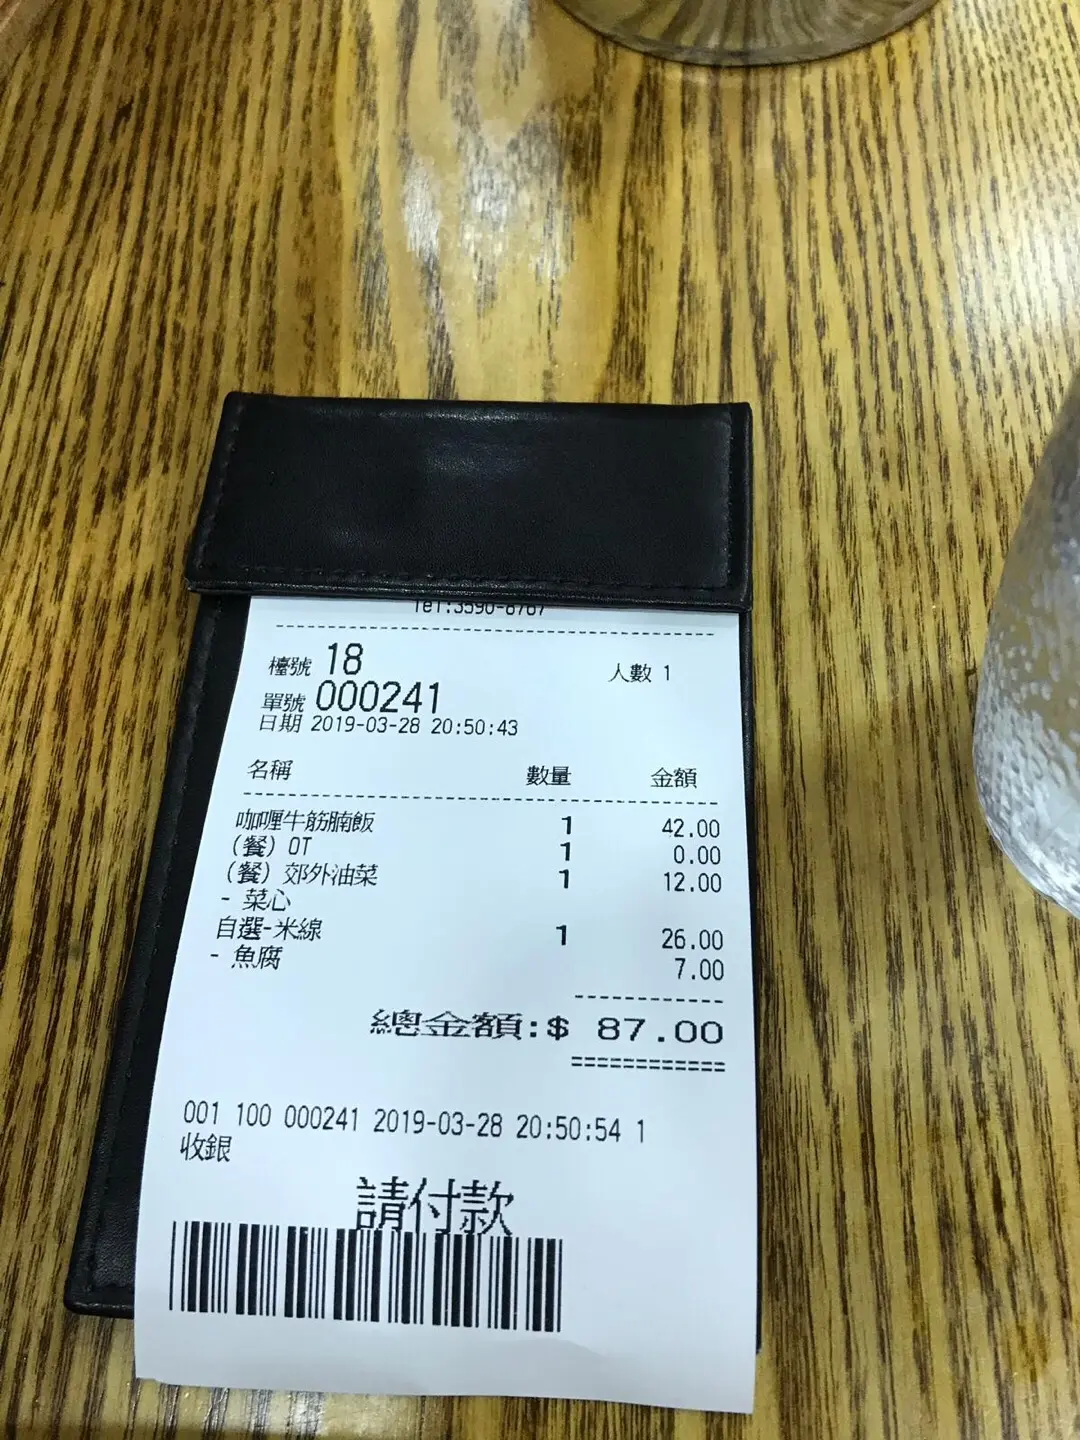 Tel:3590-6767
檯號 18 人數 1
單號 000241
日期 2019-03-28 20:50:43
名稱 數量 金額
咖喱牛筋腩飯 1 42.00
(餐) OT 1 0.00
(餐) 郊外油菜 1 12.00
- 菜心
自選-米線 1 26.00
- 魚腐 7.00
總金額:$ 87.00
001 100 000241 2019-03-28 20:50:54 1
收銀
請付款